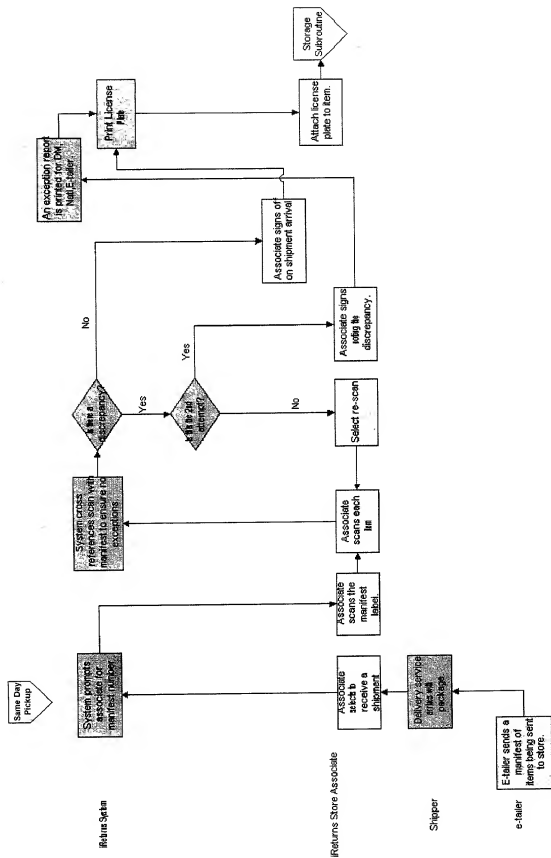 Same Day
Pickup
iReturns System
System prompts
associate for
manifest number
System cross
references scan with
manifest to ensure no
exceptions.
Is there a
discrepancy?
No
Yes
Is this the 2nd
attempt?
Yes
No
An exception report
is printed for DM
E-tailer
Print License
Plate
Storage
Subroutine
iReturns Store Associate
Associate
selects to
receive a
shipment
Associate
scans the
manifest
label.
Associate
scans each
item
Select re-scan
Associate signs
noting the
discrepancy.
Associate signs off
on shipment arrival
Attach license
plate to item.
Shipper
Delivery service
arrives with
package
e-tailer
E-tailer sends a
manifest of
items being sent
to store.